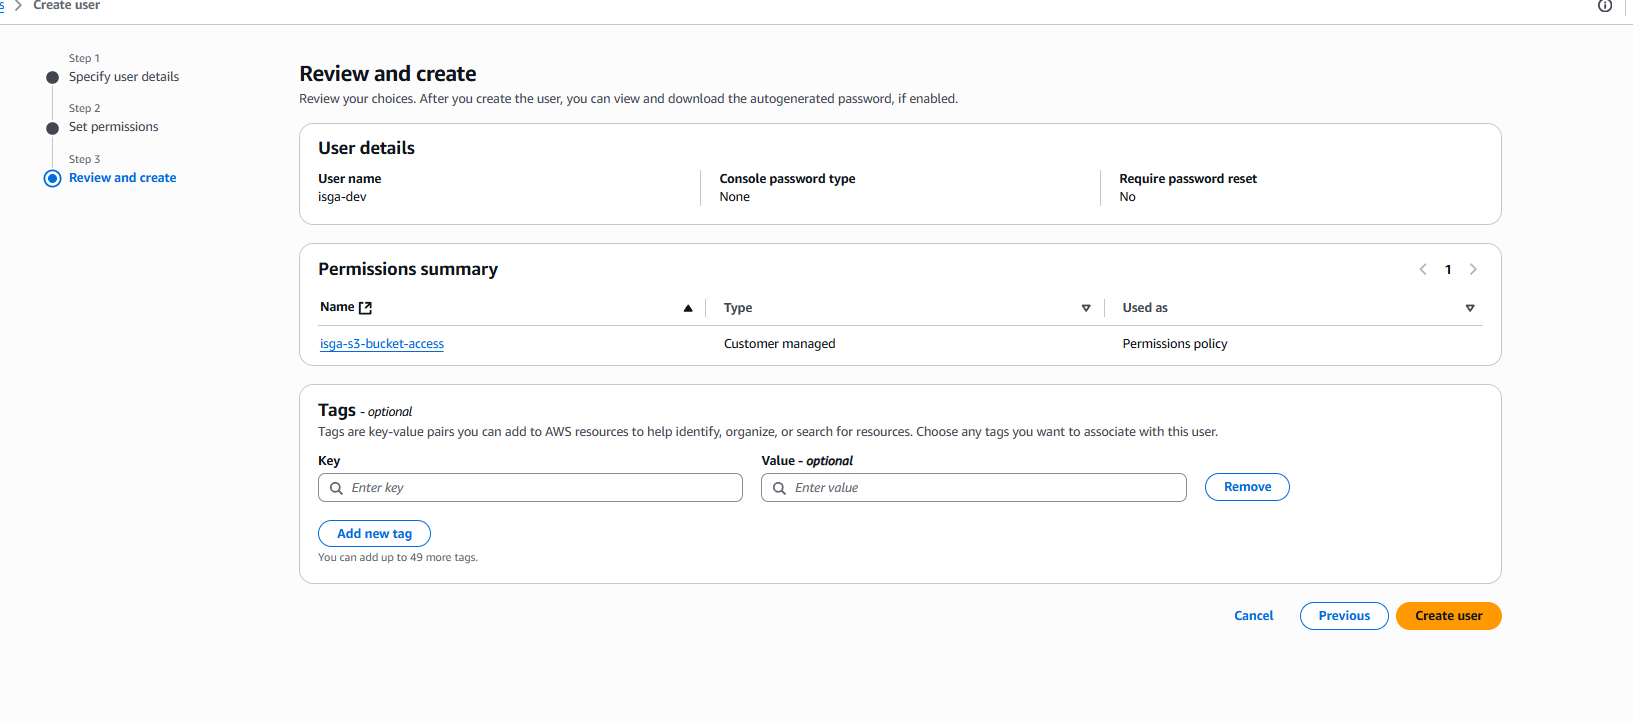 s > Create user
Step 1
Specify user details
Step 2
Set permissions
Step 3
Review and create
Review and create
Review your choices. After you create the user, you can view and download the autogenerated password, if enabled.
User details
User name
isga-dev
Console password type
None
Require password reset
No
Permissions summary
1
Name
Type
Used as
isga-s3-bucket-access
Customer managed
Permissions policy
Tags - optional
Tags are key-value pairs you can add to AWS resources to help identify, organize, or search for resources. Choose any tags you want to associate with this user.
Key
Value - optional
Enter key
Enter value
Remove
Add new tag
You can add up to 49 more tags.
Cancel
Previous
Create user